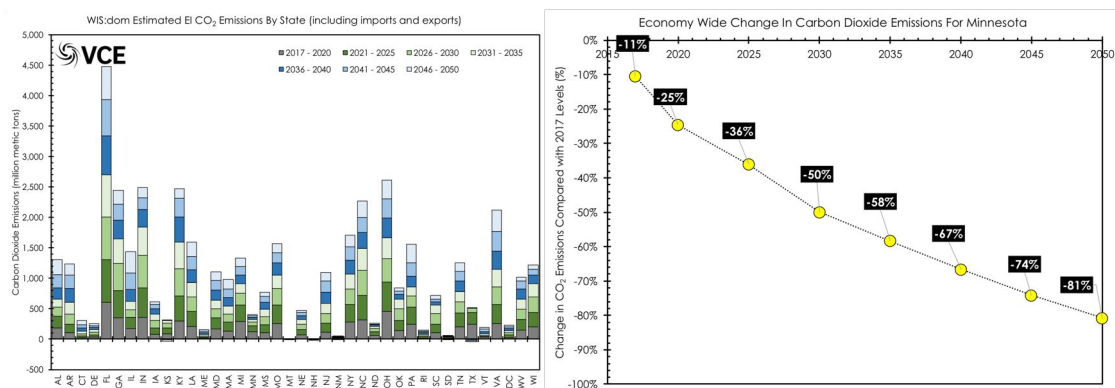 WIS:dom Estimated EI CO₂ Emissions By State (including imports and exports)
VCE
2017 - 2020
2021 - 2025
2026 - 2030
2031 - 2035
2036 - 2040
2041 - 2045
2046 - 2050
Carbon Dioxide Emissions (million metric tons)
5,000
4,500
4,000
3,500
3,000
2,500
2,000
1,500
1,000
500
0
-500
AL
AR
CT
DE
FL
GA
IL
IN
IA
KS
KY
LA
ME
MD
MA
MI
MN
MS
MO
MT
NE
NH
NJ
NM
NY
NC
ND
OH
OK
PA
RI
SC
SD
TN
TX
VT
VA
DC
WV
WI
Economy Wide Change In Carbon Dioxide Emissions For Minnesota
Change in CO₂ Emissions Compared with 2017 Levels (%)
0%
-10%
-20%
-30%
-40%
-50%
-60%
-70%
-80%
-90%
-100%
2015
2020
2025
2030
2035
2040
2045
2050
-11%
-25%
-36%
-50%
-58%
-67%
-74%
-81%